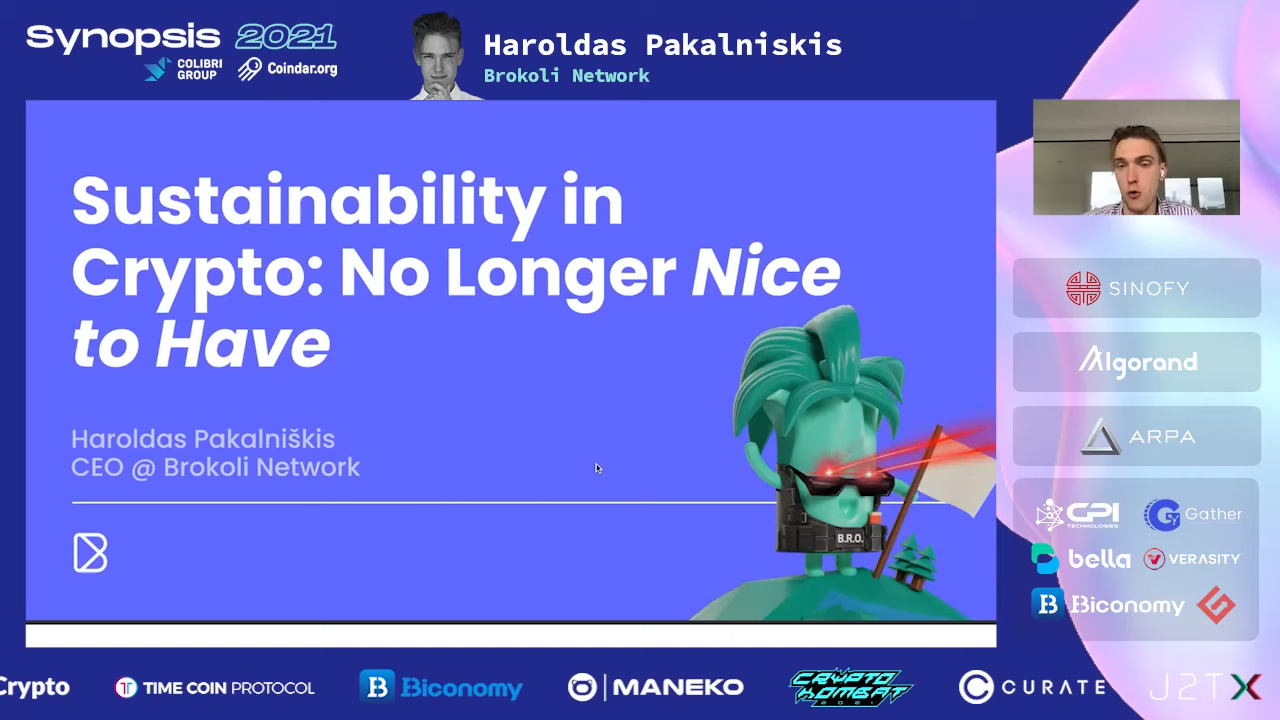 Synopsis 2021
COLIBRI GROUP
Coindar.org
Haroldas Pakalniskis
Brokoli Network
Sustainability in
Crypto: No Longer Nice
to Have
Haroldas Pakalniškis
CEO @ Brokoli Network
B.R.O.
SINOFY
Algorand
ARPA
CPI TECHNOLOGIES
Gather
bella
VERASITY
Biconomy
Crypto
TIME COIN PROTOCOL
Biconomy
MANEKO
CRYPTO KOMBAT 2021
CURATE
J2TX